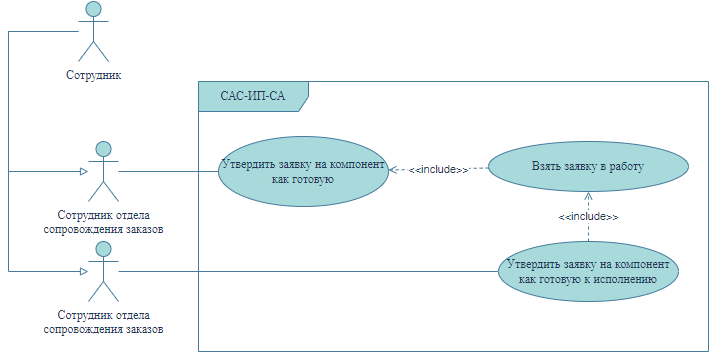 Сотрудник
САС-ИП-СА
Утвердить заявку на компонент
как готовую
<<include>>
Взять заявку в работу
Сотрудник отдела
сопровождения заказов
<<include>>
Утвердить заявку на компонент
как готовую к исполнению
Сотрудник отдела
сопровождения заказов